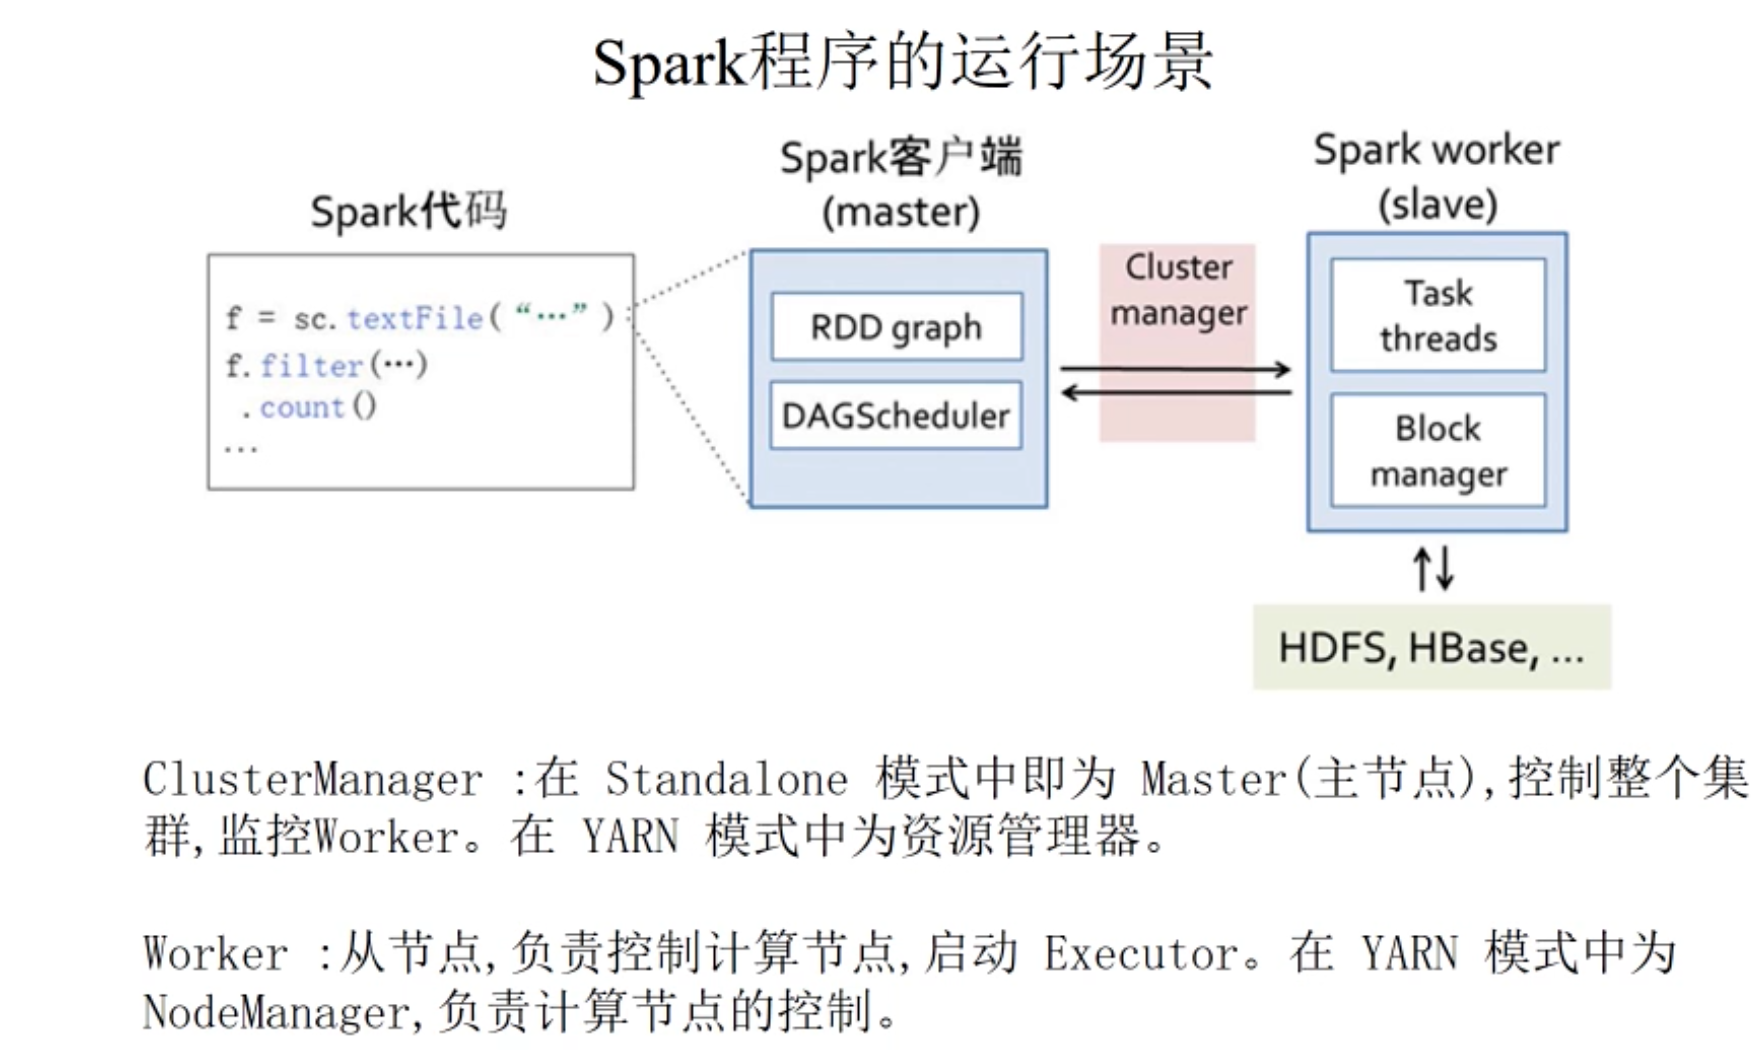 Spark程序的运行场景
Spark代码
f = sc.textFile(“…”)
f.filter(…)
.count()
...
Spark客户端
(master)
RDD graph
DAGScheduler
Cluster
manager
Spark worker
(slave)
Task
threads
Block
manager
HDFS, HBase, ...
ClusterManager :在 Standalone 模式中即为 Master(主节点),控制整个集
群,监控Worker。在 YARN 模式中为资源管理器。
Worker :从节点,负责控制计算节点,启动 Executor。在 YARN 模式中为
NodeManager,负责计算节点的控制。